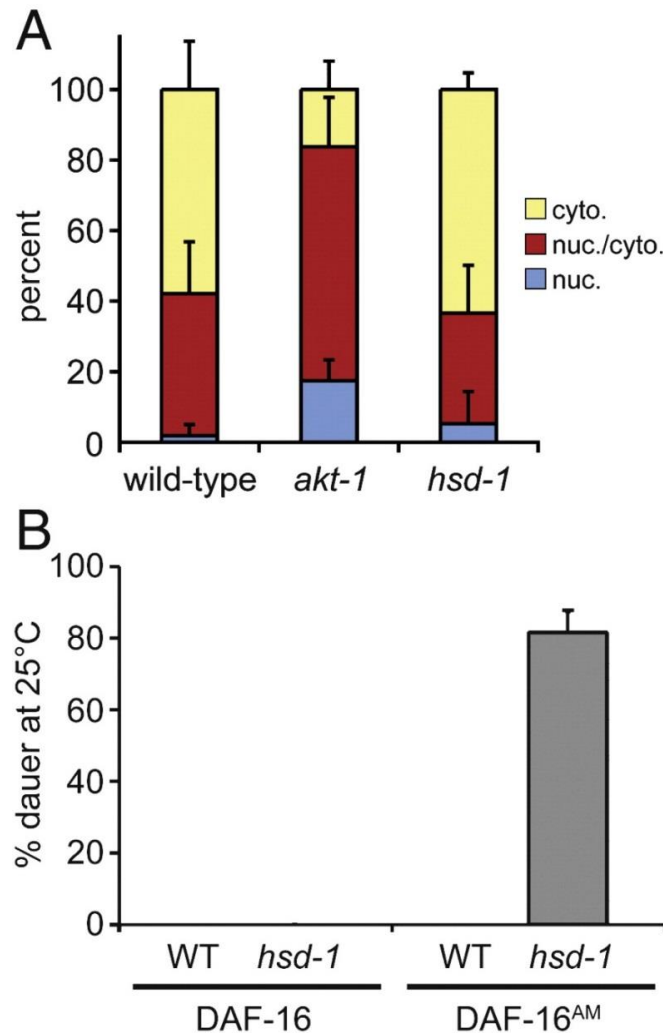 A
percent
100
80
60
40
20
0
cyto.
nuc./cyto.
nuc.
wild-type akt-1 hsd-1
B
% dauer at 25°C
100
80
60
40
20
0
WT hsd-1 WT hsd-1
DAF-16 DAF-16AM